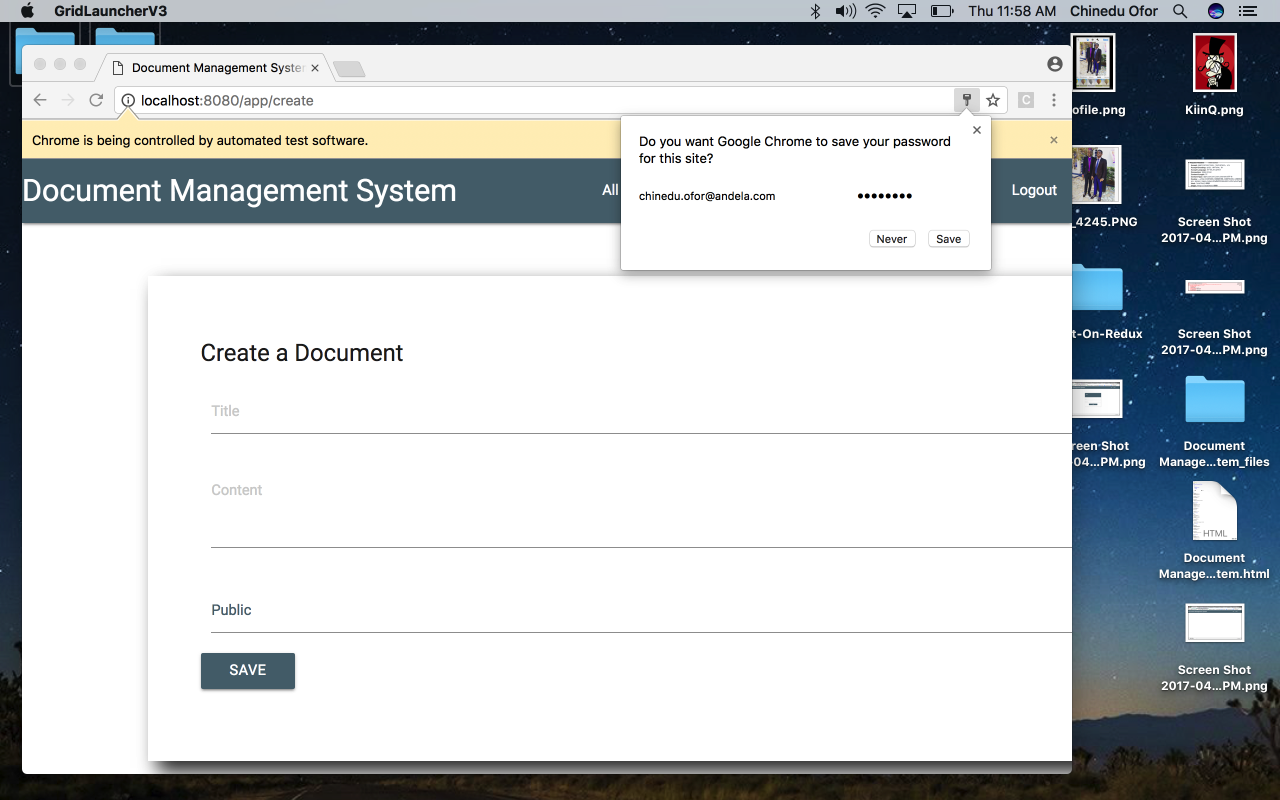 GridLauncherV3
Thu 11:58 AM Chinedu Ofor
Document Management System
localhost:8080/app/create
C
Chrome is being controlled by automated test software.
Document Management System
All
Logout
Do you want Google Chrome to save your password
for this site?
chinedu.ofor@andela.com
••••••••
Never
Save
Create a Document
Title
Content
Public
SAVE
ofile.png
KiinQ.png
_4245.PNG
Screen Shot
2017-04...PM.png
t-On-Redux
Screen Shot
2017-04...PM.png
reen Shot
04...PM.png
Document
Manage...tem_files
HTML
Document
Manage...tem.html
Screen Shot
2017-04...PM.png